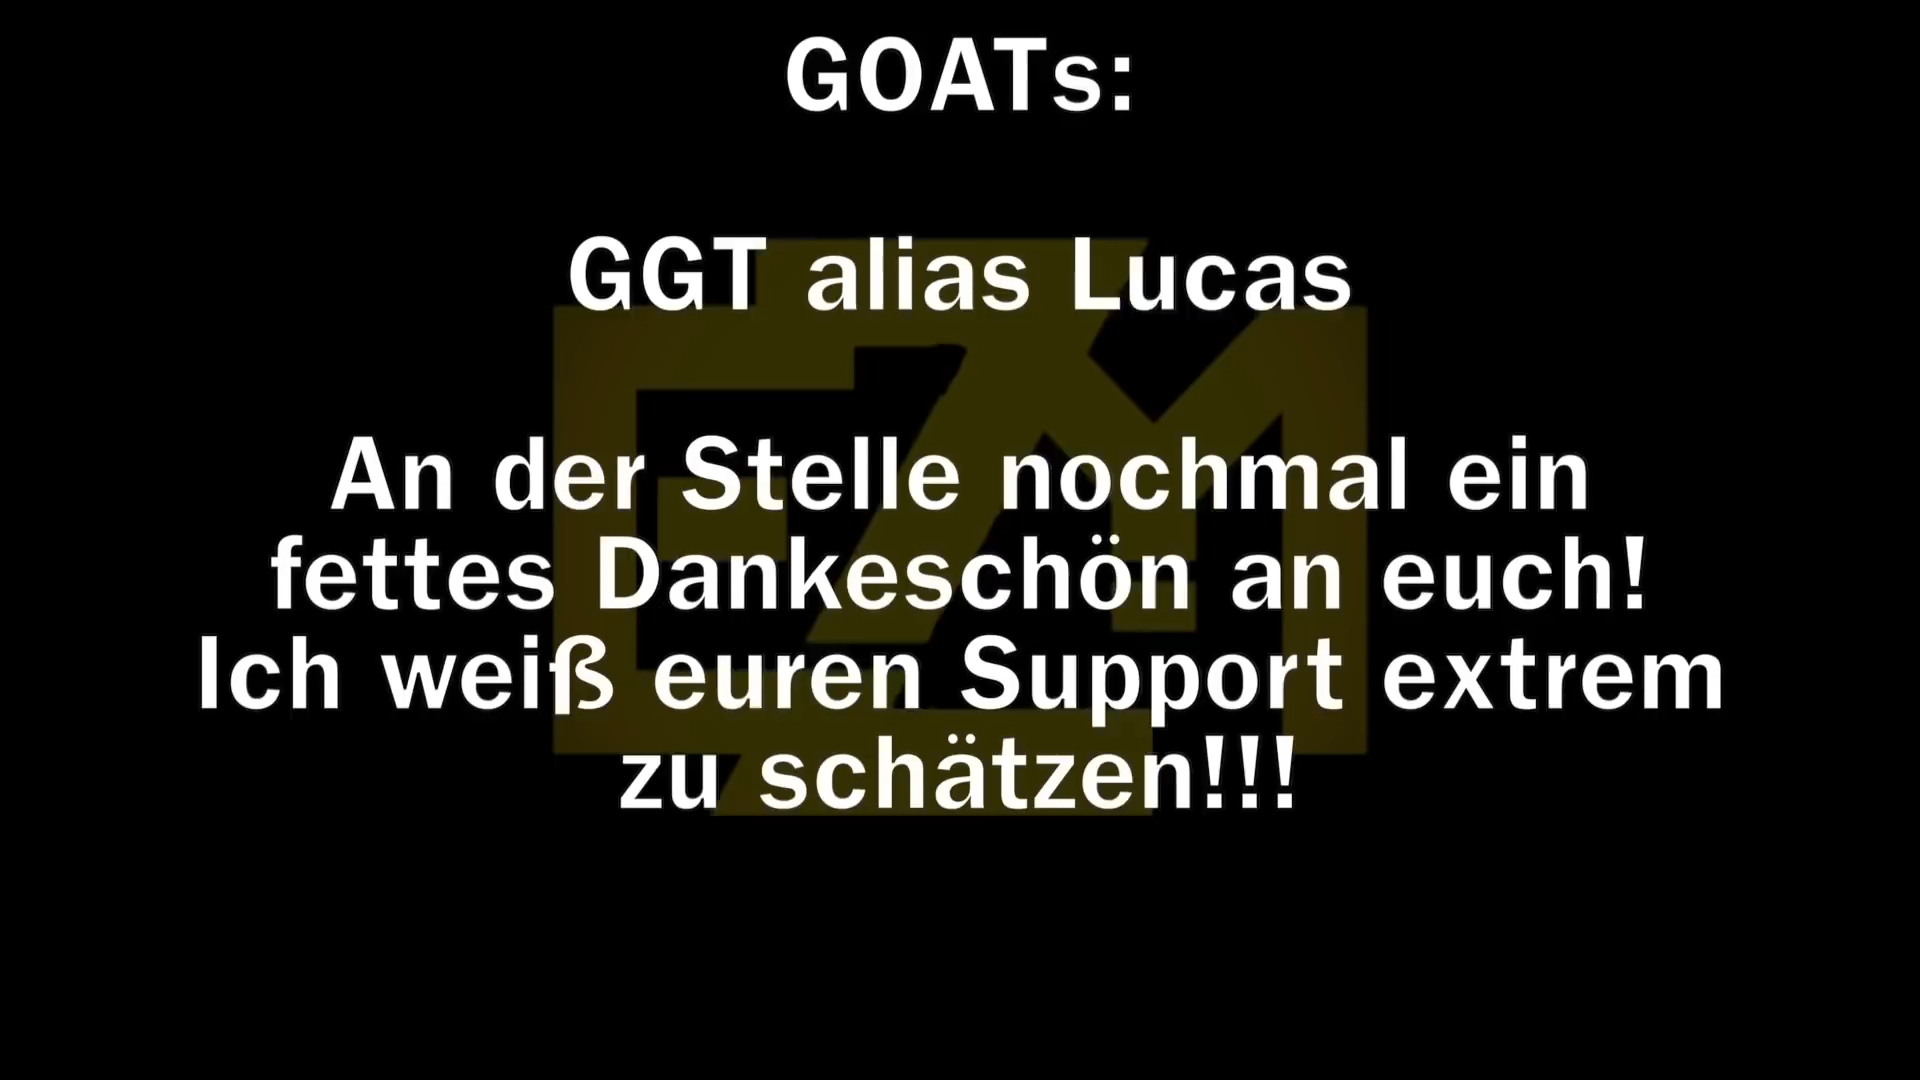 GOATs:
GGT alias Lucas
An der Stelle nochmal ein
fettes Dankeschön an euch!
Ich weiß euren Support extrem
zu schätzen!!!